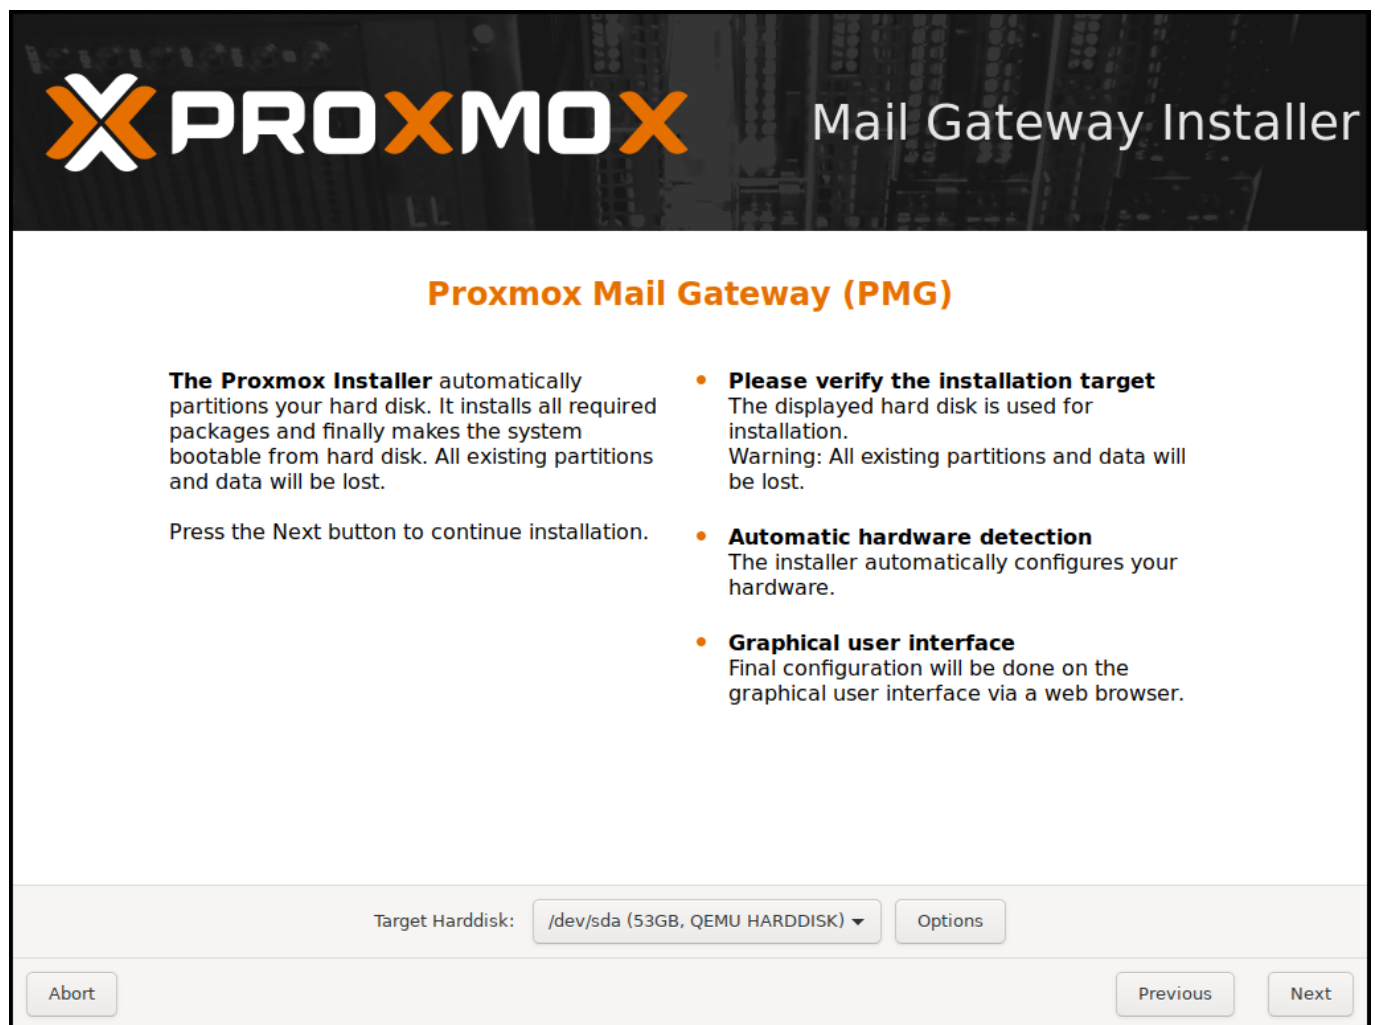 PROXMOX
Mail Gateway Installer
Proxmox Mail Gateway (PMG)
The Proxmox Installer automatically
partitions your hard disk. It installs all required
packages and finally makes the system
bootable from hard disk. All existing partitions
and data will be lost.
Press the Next button to continue installation.
Please verify the installation target
The displayed hard disk is used for
installation.
Warning: All existing partitions and data will
be lost.
Automatic hardware detection
The installer automatically configures your
hardware.
Graphical user interface
Final configuration will be done on the
graphical user interface via a web browser.
Target Harddisk: /dev/sda (53GB, QEMU HARDDISK) Options
Abort Previous Next